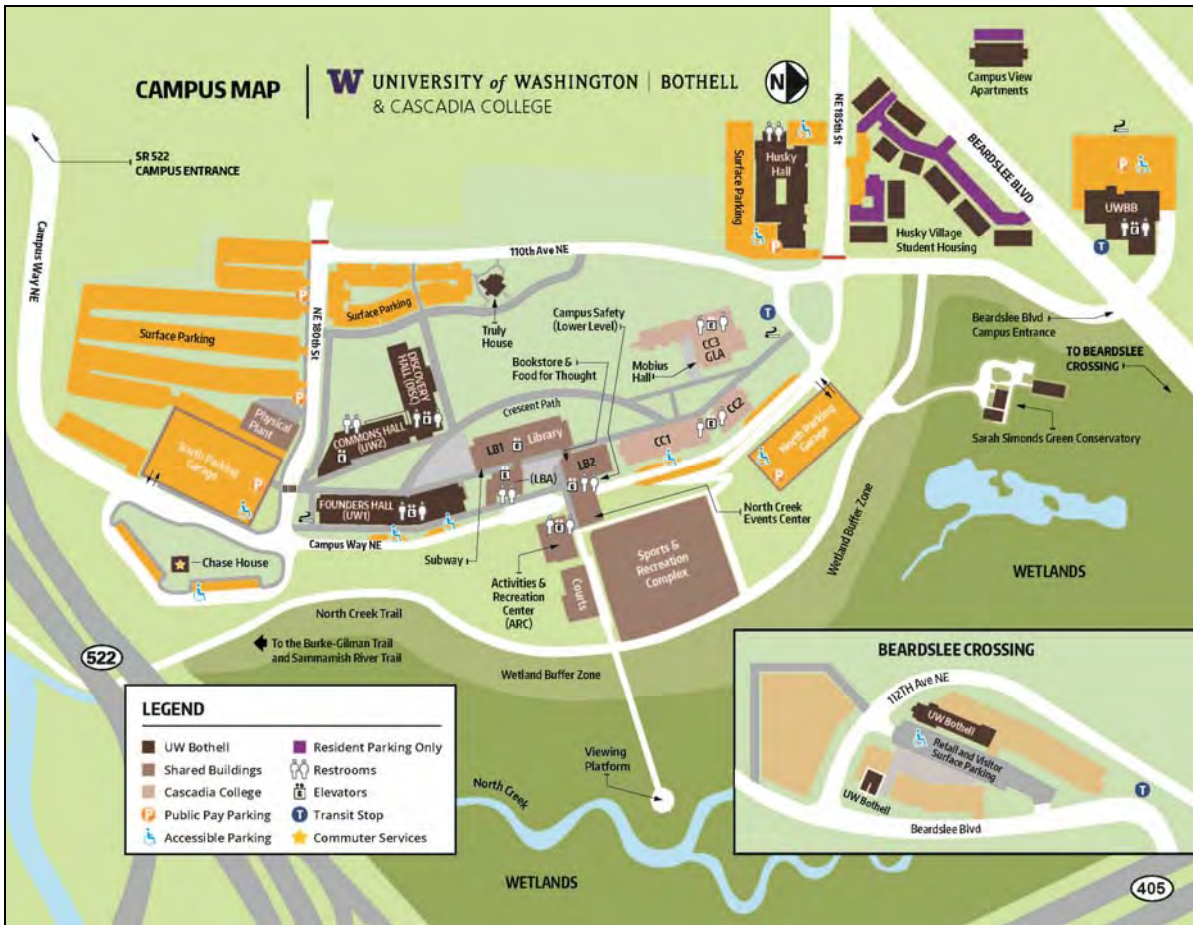 CAMPUS MAP
W UNIVERSITY of WASHINGTON | BOTHELL
& CASCADIA COLLEGE
N
NE 185th St
Campus View
Apartments
BEARDSLEE BLVD
SR 522
CAMPUS ENTRANCE
Campus Way NE
Surface Parking
Husky
Hall
P
P
UWBB
T
Husky Village
Student Housing
110th Ave NE
Surface Parking
P
NE 180th St
Surface Parking
P
Truly
House
Campus Safety
(Lower Level)
T
Beardslee Blvd
Campus Entrance
TO BEARDSLEE
CROSSING
Bookstore &
Food for Thought
Mobius
Hall
CC3
GLA
DISCOVERY
HALL (DISC)
Crescent Path
Physical
Plant
COMMONS HALL
(UW2)
CC2
CC1
North Parking
Garage
P
Sarah Simonds Green Conservatory
South Parking
Garage
P
LB1
Library
LB2
(LBA)
FOUNDERS HALL
(UW1)
Campus Way NE
Subway
North Creek
Events Center
Wetland Buffer Zone
WETLANDS
Chase House
Activities &
Recreation
Center
(ARC)
Sports &
Recreation
Complex
Courts
North Creek Trail
To the Burke-Gilman Trail
and Sammamish River Trail
522
Wetland Buffer Zone
LEGEND
UW Bothell
Resident Parking Only
Shared Buildings
Restrooms
Cascadia College
Elevators
P Public Pay Parking
T Transit Stop
Accessible Parking
Commuter Services
Viewing
Platform
North Creek
WETLANDS
BEARDSLEE CROSSING
112TH Ave NE
UW Bothell
Retail and Visitor
Surface Parking
UW Bothell
T
Beardslee Blvd
405